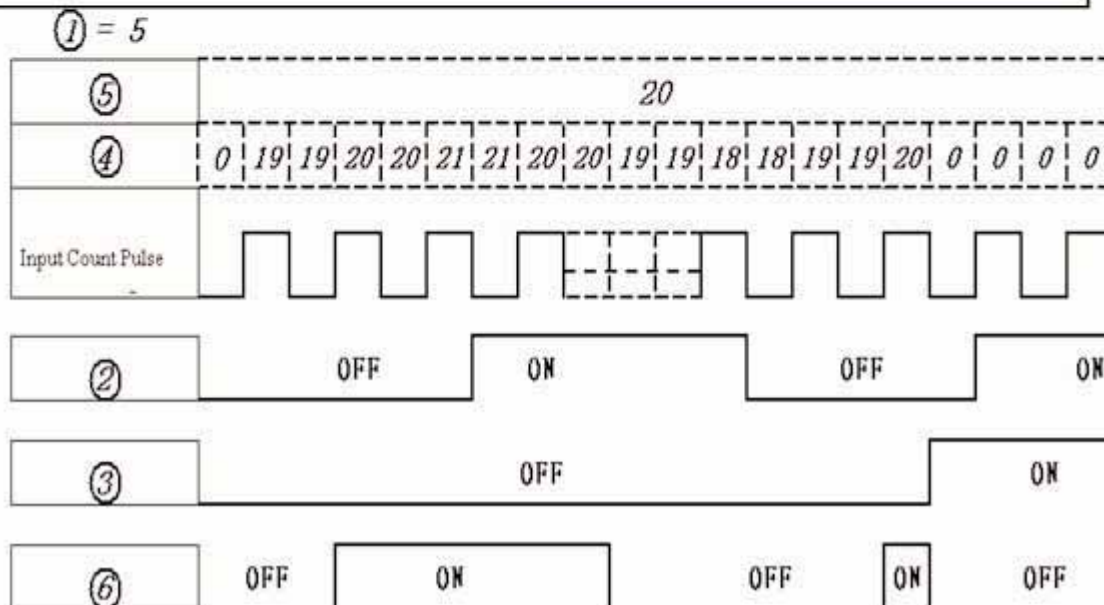 ① = 5
⑤ 20
④ 0 19 19 20 20 21 21 20 20 19 19 18 18 19 19 20 0 0 0 0
Input Count Pulse
② OFF ON OFF ON
③ OFF ON
⑥ OFF ON OFF ON OFF